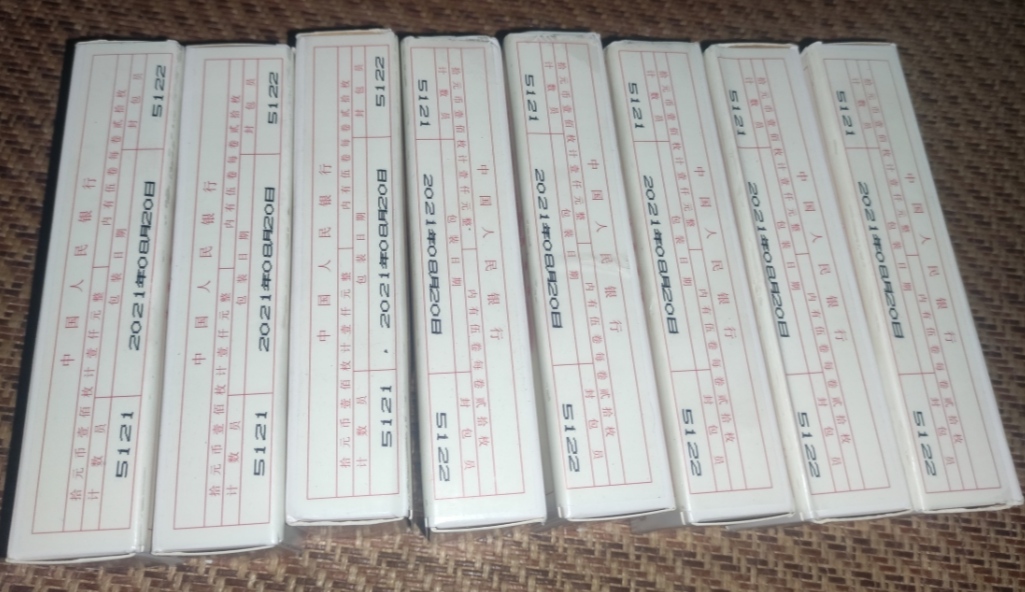 中国人民银行
拾元币壹佰枚计壹仟元整 内有伍卷每卷贰拾枚
计数员 包装日期 封包员
5121 2021年08月20日 5122
中国人民银行
拾元币壹佰枚计壹仟元整 内有伍卷每卷贰拾枚
计数员 包装日期 封包员
5121 2021年08月20日 5122
中国人民银行
拾元币壹佰枚计壹仟元整 内有伍卷每卷贰拾枚
计数员 包装日期 封包员
5121 2021年08月20日 5122
中国人民银行
拾元币壹佰枚计壹仟元整 内有伍卷每卷贰拾枚
计数员 包装日期 封包员
5121 2021年08月20日 5122
中国人民银行
拾元币壹佰枚计壹仟元整 内有伍卷每卷贰拾枚
计数员 包装日期 封包员
5121 2021年08月20日 5122
中国人民银行
拾元币壹佰枚计壹仟元整 内有伍卷每卷贰拾枚
计数员 包装日期 封包员
5121 2021年08月20日 5122
中国人民银行
拾元币壹佰枚计壹仟元整 内有伍卷每卷贰拾枚
计数员 包装日期 封包员
5121 2021年08月20日 5122
中国人民银行
拾元币壹佰枚计壹仟元整 内有伍卷每卷贰拾枚
计数员 包装日期 封包员
5121 2021年08月20日 5122